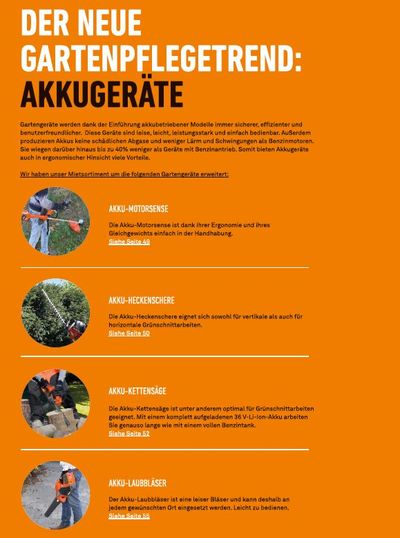 DER NEUE
GARTENPFLEGETREND:
AKKUGERÄTE
Gartengeräte werden dank der Einführung akkubetriebener Modelle immer sicherer, effizienter und
benutzerfreundlicher. Diese Geräte sind leise, leicht, leistungsstark und einfach bedienbar. Außerdem
produzieren Akkus keine schädlichen Abgase und weniger Lärm und Schwingungen als Benzinmotoren.
Sie wiegen darüber hinaus bis zu 40% weniger als Geräte mit Benzinantrieb. Somit bieten Akkugeräte
auch in ergonomischer Hinsicht viele Vorteile.
Wir haben unser Mietsortiment um die folgenden Gartengeräte erweitert:
AKKU-MOTORSENSE
Die Akku-Motorsense ist dank ihrer Ergonomie und ihres
Gleichgewichts einfach in der Handhabung.
Siehe Seite 49
AKKU-HECKENSCHERE
Die Akku-Heckenschere eignet sich sowohl für vertikale als auch für
horizontale Grünschnittarbeiten.
Siehe Seite 50
AKKU-KETTENSÄGE
Die Akku-Kettensäge ist unter anderem optimal für Grünschnittarbeiten
geeignet. Mit einem komplett aufgeladenen 36 V-Li-Ion-Akku arbeiten
Sie genauso lange wie mit einem vollen Benzintank.
Siehe Seite 52
AKKU-LAUBBLÄSER
Der Akku-Laubbläser ist eine leiser Bläser und kann deshalb an
jedem gewünschten Ort eingesetzt werden. Leicht zu bedienen.
Siehe Seite 55